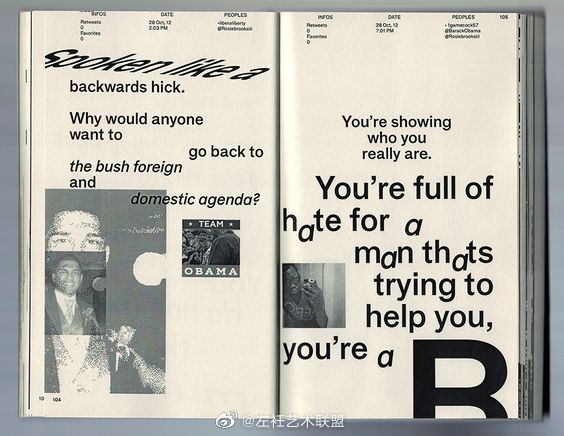 INFOS
DATE
PEOPLES
Retweets
0
Favorites
0
28 Oct, 12
2:03 PM
• liberaliberty
@Rosiebrooksiii
Spoken like a
backwards hick.
Why would anyone
want to
go back to
the bush foreign
and
domestic agenda?
TEAM
OBAMA
10 104
INFOS
DATE
PEOPLES
105
Retweets
0
Favorites
0
28 Oct, 12
7:01 PM
• 1gamecock57
@BarackObama
@Rosiebrooksiii
You're showing
who you
really are.
You're full of
hate for a
man thats
trying to
help you,
you're a
B
@左衽艺术联盟